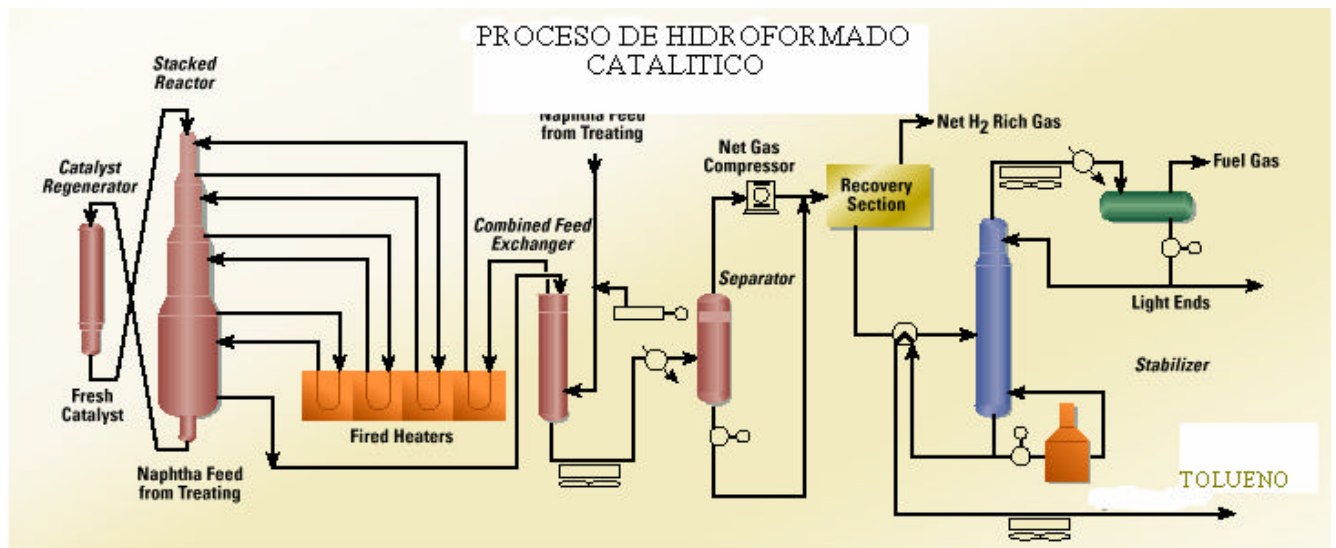 PROCESO DE HIDROFORMADO
CATALITICO
Stacked
Reactor
Naphtha Feed
from Treating
Net H2 Rich Gas
Net Gas
Compressor
Fuel Gas
Catalyst
Regenerator
Recovery
Section
Combined Feed
Exchanger
Separator
Light Ends
Stabilizer
Fresh
Catalyst
Fired Heaters
Naphtha Feed
from Treating
TOLUENO